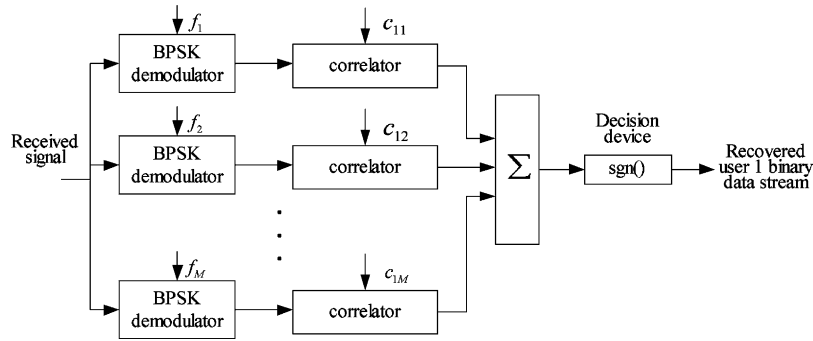 f1
c11
BPSK
demodulator
correlator
f2
c12
Received
signal
BPSK
demodulator
correlator
Σ
Decision
device
sgn()
Recovered
user 1 binary
data stream
fM
c1M
BPSK
demodulator
correlator